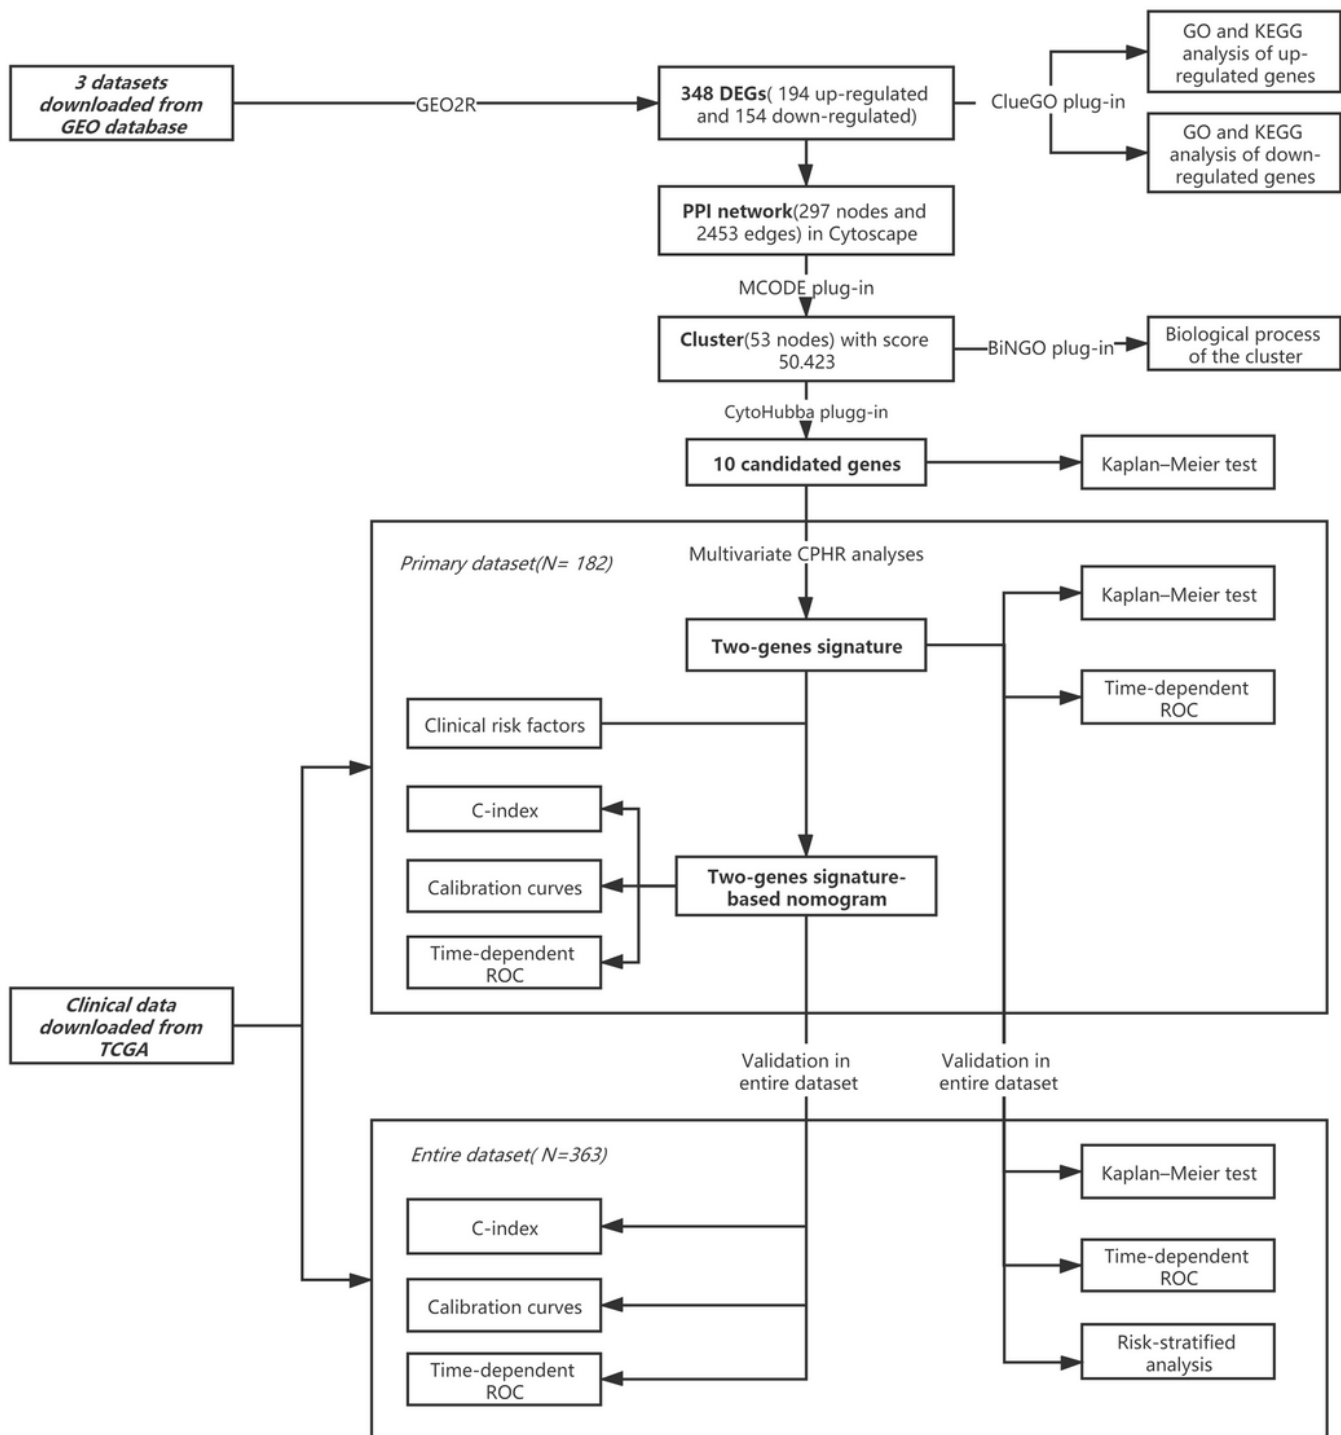 3 datasets
downloaded from
GEO database
GEO2R
348 DEGs( 194 up-regulated
and 154 down-regulated)
ClueGO plug-in
GO and KEGG
analysis of up-
regulated genes
GO and KEGG
analysis of down-
regulated genes
PPI network(297 nodes and
2453 edges) in Cytoscape
MCODE plug-in
Cluster(53 nodes) with score
50.423
BiNGO plug-in
Biological process
of the cluster
CytoHubba plugg-in
10 candidated genes
Kaplan–Meier test
Primary dataset(N= 182)
Multivariate CPHR analyses
Two-genes signature
Kaplan–Meier test
Time-dependent
ROC
Clinical risk factors
C-index
Calibration curves
Time-dependent
ROC
Two-genes signature-
based nomogram
Clinical data
downloaded from
TCGA
Validation in
entire dataset
Validation in
entire dataset
Entire dataset( N=363)
C-index
Calibration curves
Time-dependent
ROC
Kaplan–Meier test
Time-dependent
ROC
Risk-stratified
analysis